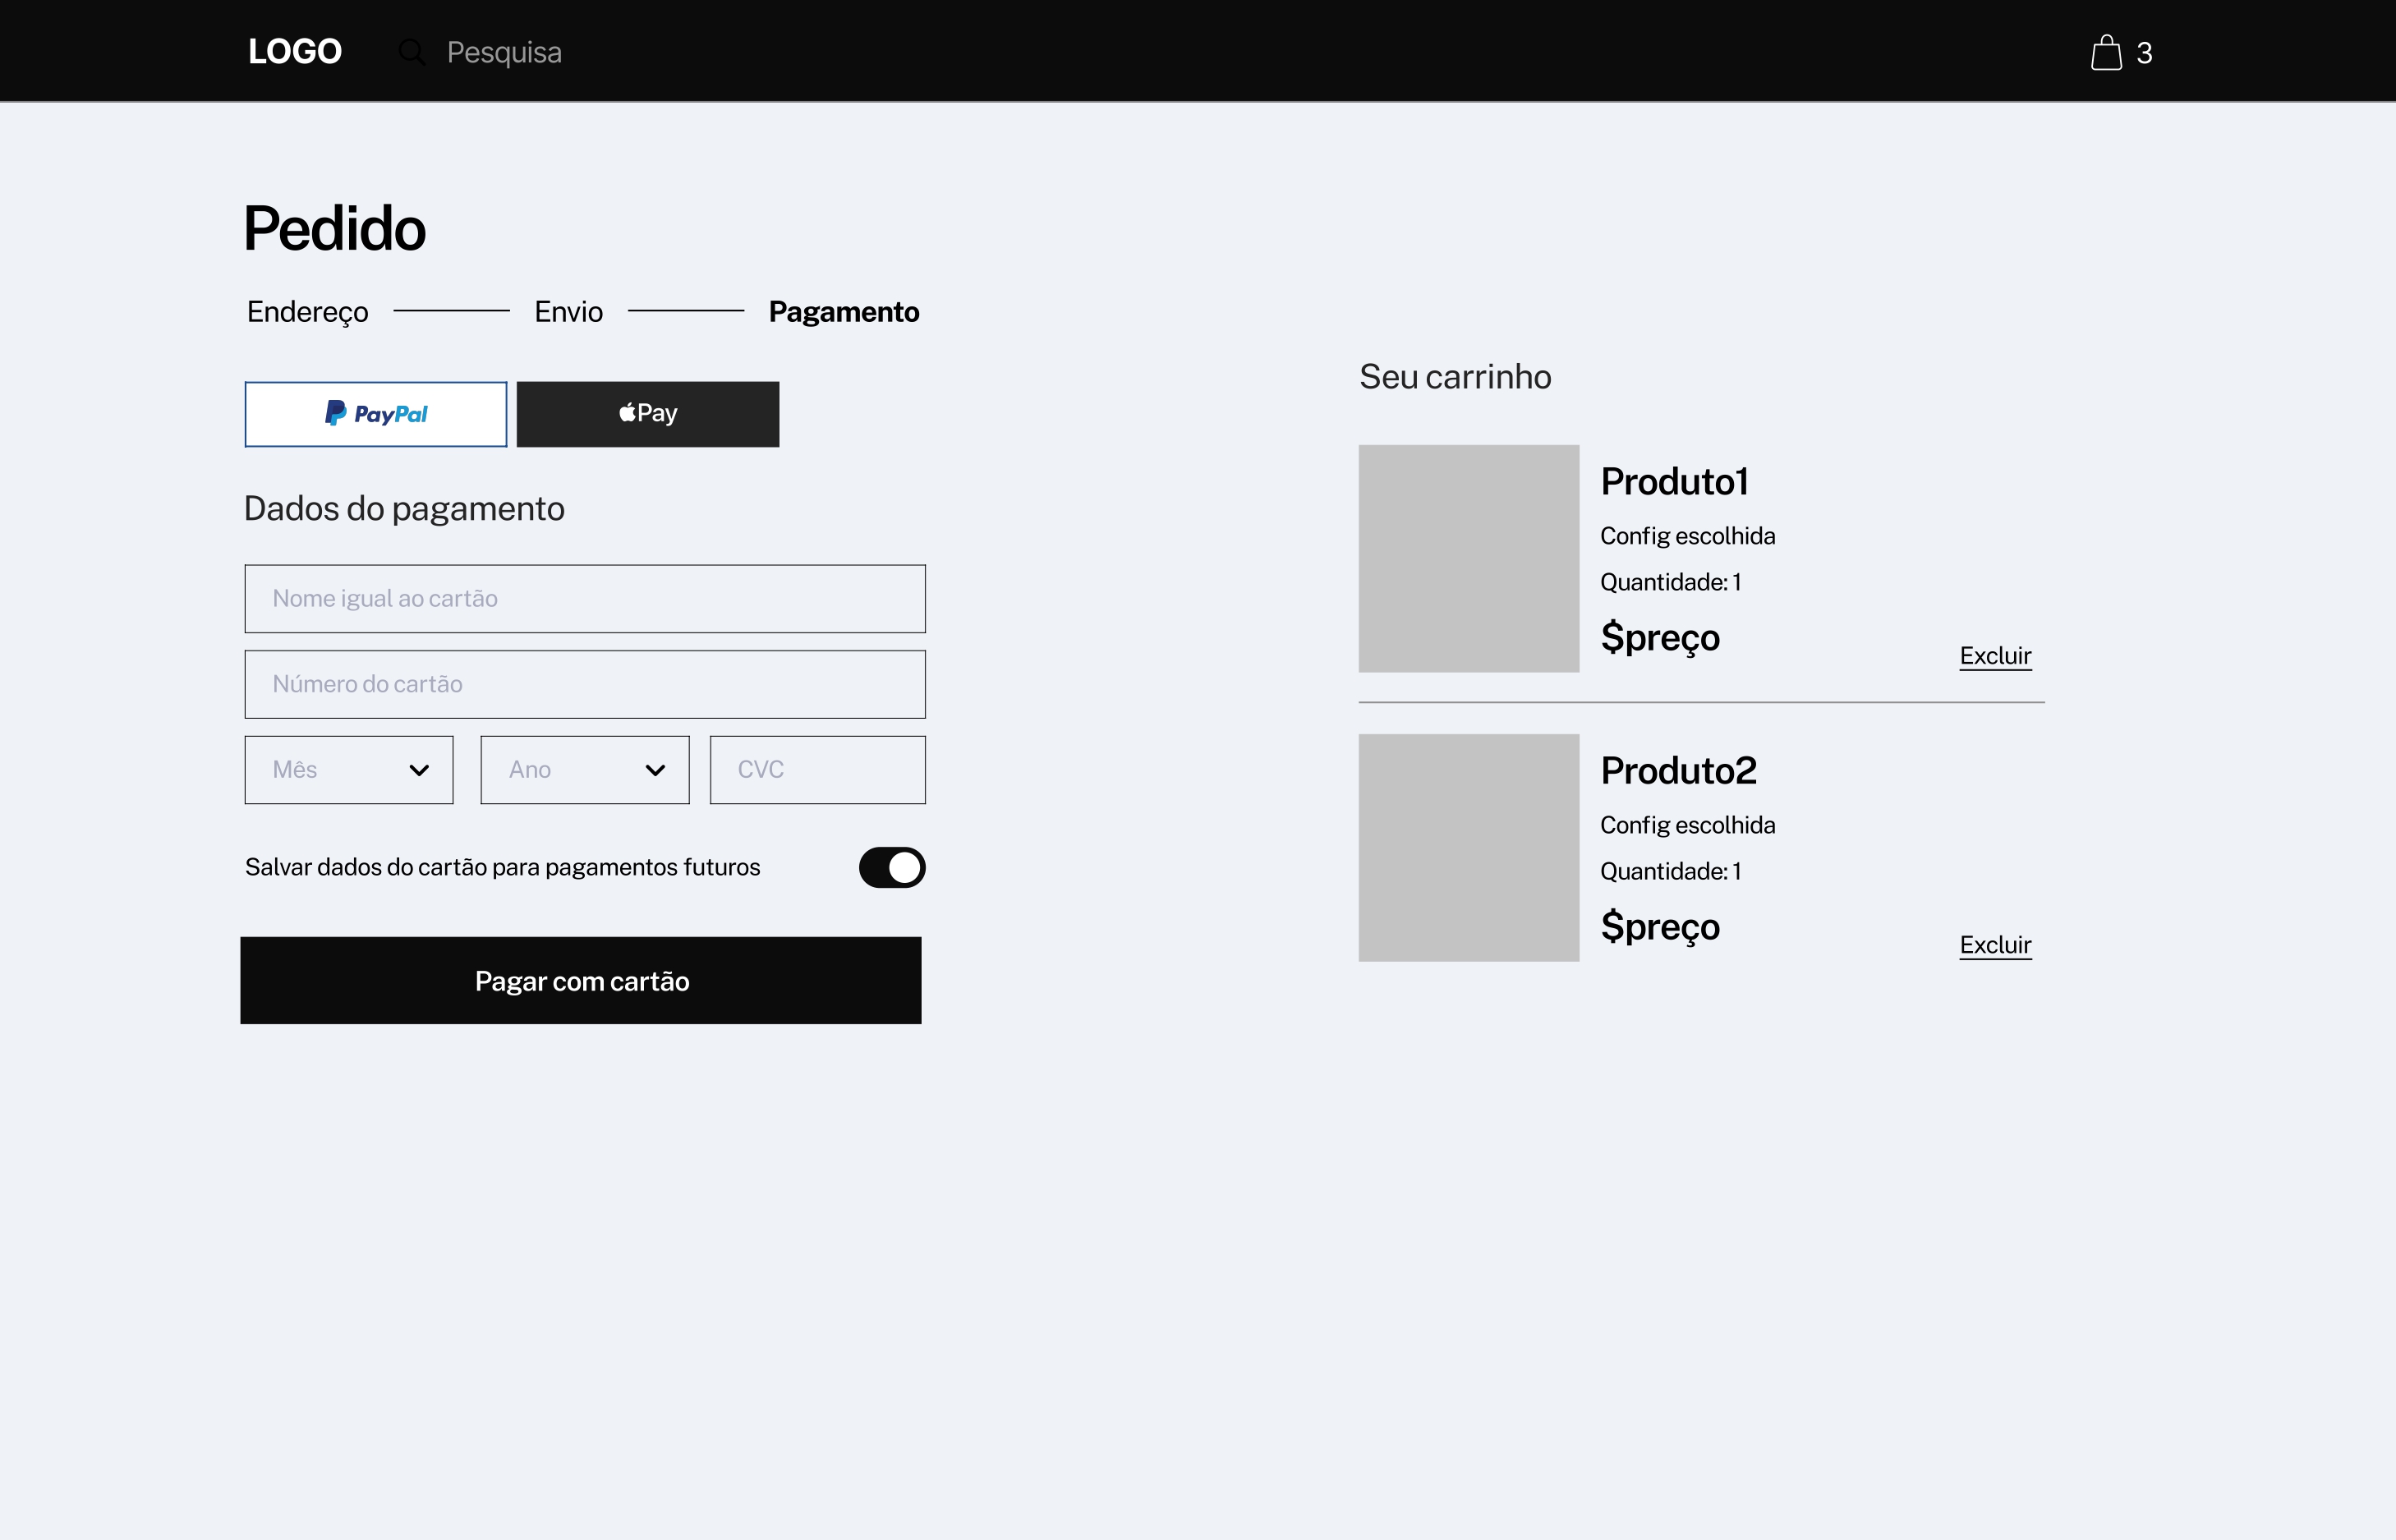 LOGO
Pesquisa
3
Pedido
Endereço
Envio
Pagamento
PayPal
Pay
Dados do pagamento
Nome igual ao cartão
Número do cartão
Mês
Ano
CVC
Salvar dados do cartão para pagamentos futuros
Pagar com cartão
Seu carrinho
Produto1
Config escolhida
Quantidade: 1
$preço
Excluir
Produto2
Config escolhida
Quantidade: 1
$preço
Excluir